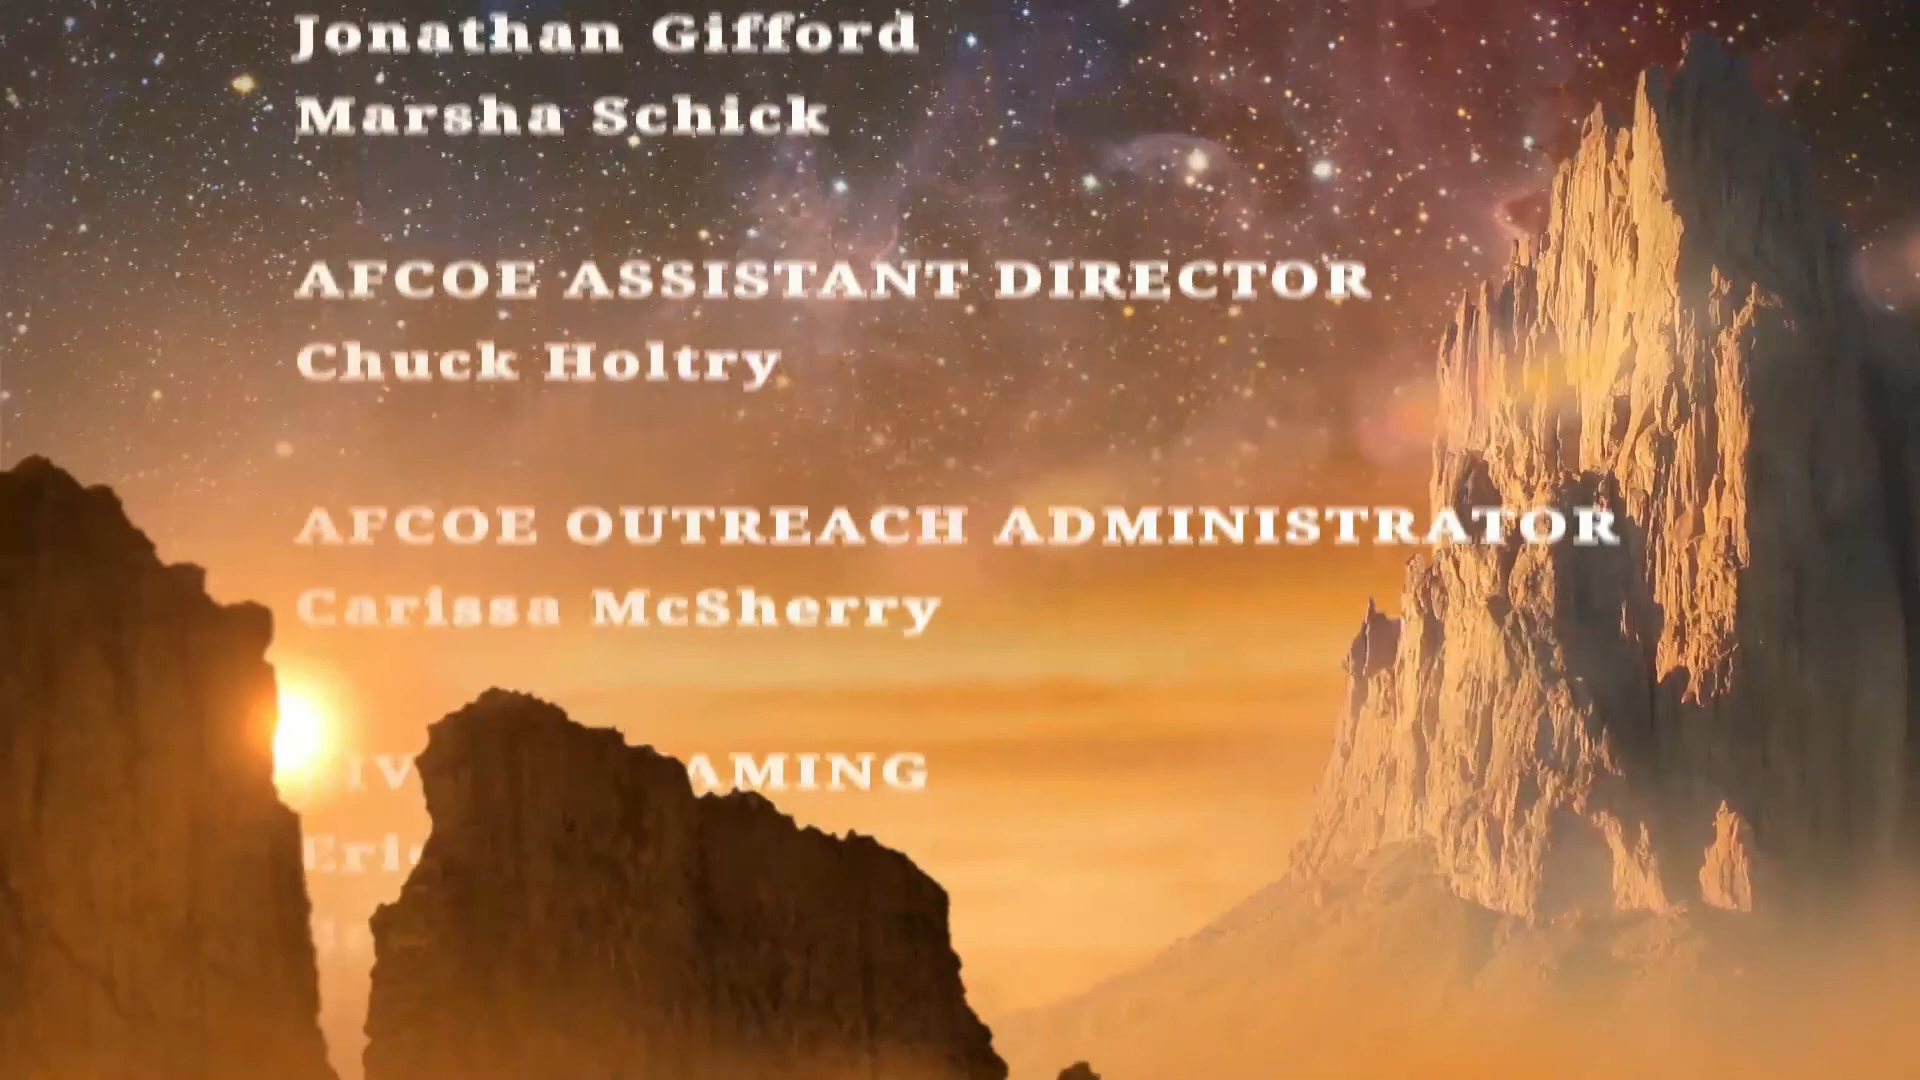 Jonathan Gifford
Marsha Schick
AFCOE ASSISTANT DIRECTOR
Chuck Holtry
AFCOE OUTREACH ADMINISTRATOR
Carissa McSherry